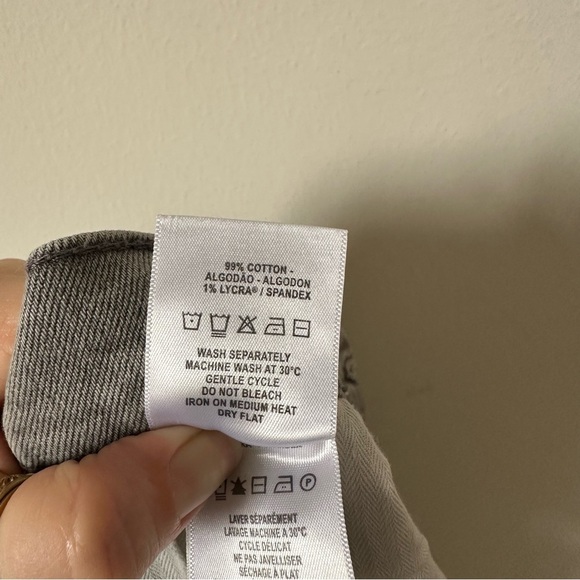 99% COTTON -
ALGODÃO - ALGODON
1% LYCRA® / SPANDEX
WASH SEPARATELY
MACHINE WASH AT 30°C
GENTLE CYCLE
DO NOT BLEACH
IRON ON MEDIUM HEAT
DRY FLAT
P
LAVER SÉPARÉMENT
LAVAGE MACHINE A 30°C
CYCLE DÉLICAT
NE PAS JAVELLISER
SÉCHAGE À PLAT